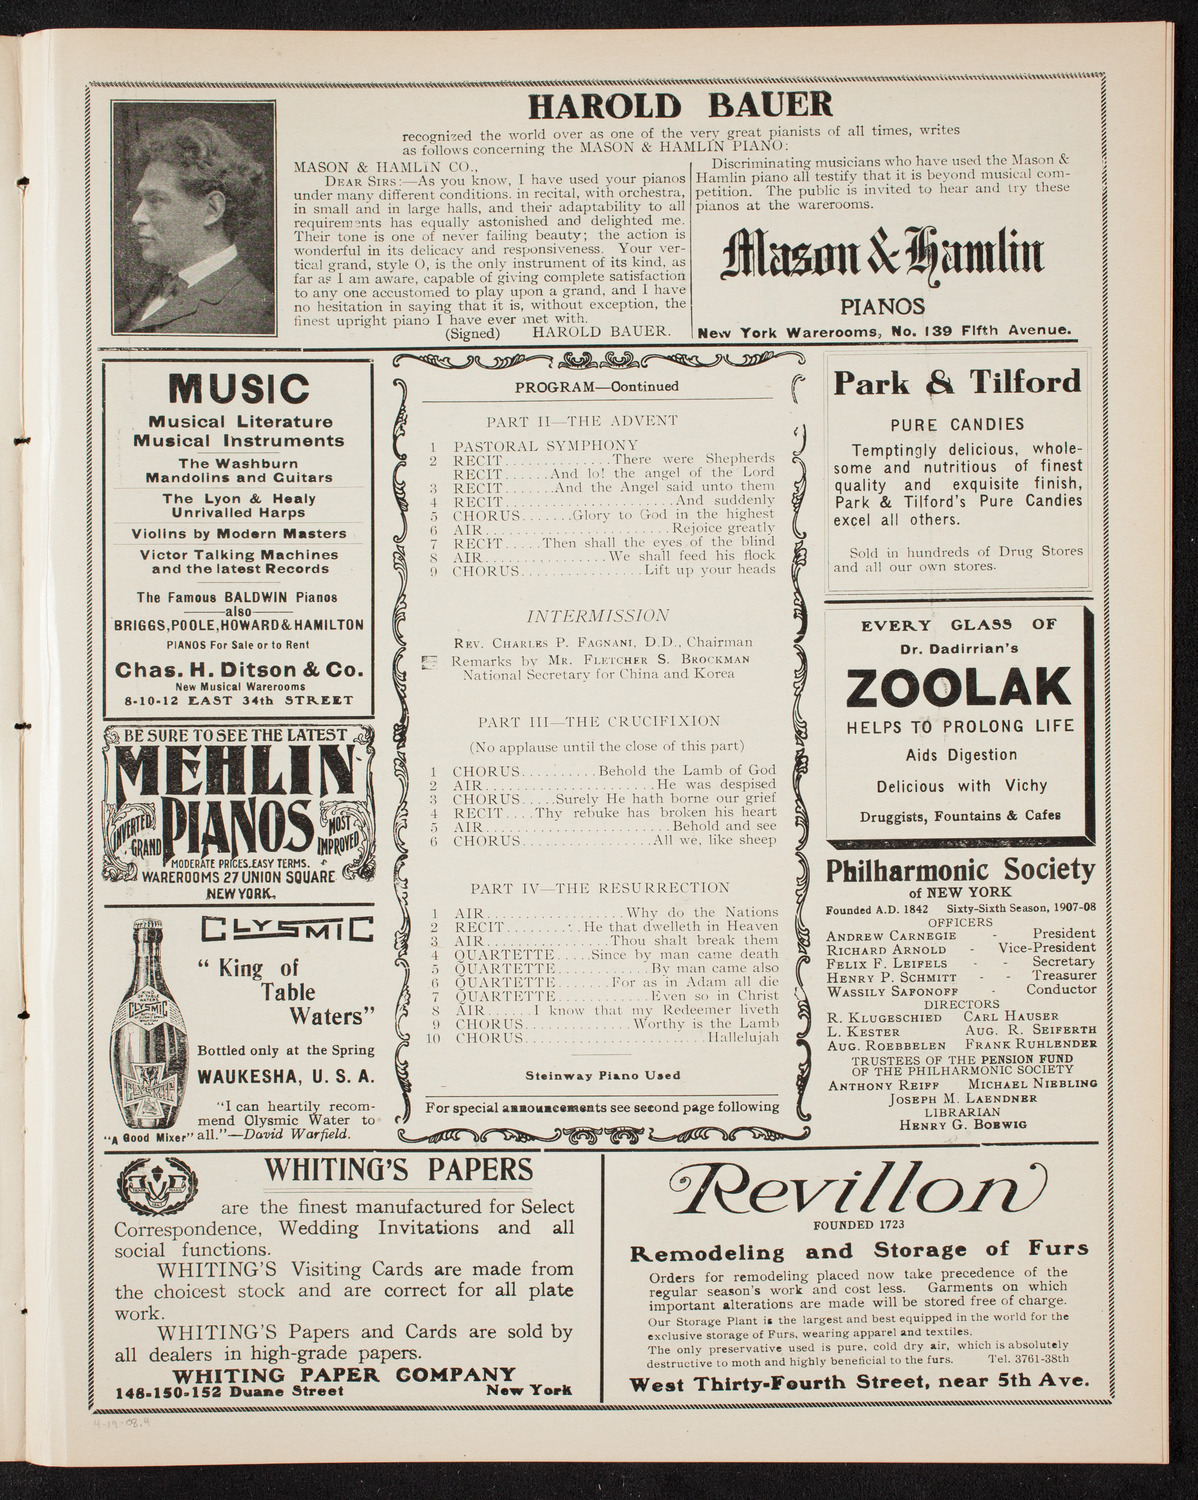 HAROLD BAUER
recognized the world over as one of the very great pianists of all times, writes
as follows concerning the MASON & HAMLIN PIANO:
MASON & HAMLIN CO.,
DEAR SIRS:—As you know, I have used your pianos
under many different conditions. in recital, with orchestra,
in small and in large halls, and their adaptability to all
requirements has equally astonished and delighted me.
Their tone is one of never failing beauty; the action is
wonderful in its delicacy and responsiveness. Your ver-
tical grand, style O, is the only instrument of its kind, as
far as I am aware, capable of giving complete satisfaction
to any one accustomed to play upon a grand, and I have
no hesitation in saying that it is, without exception, the
finest upright piano I have ever met with.
(Signed) HAROLD BAUER.
Discriminating musicians who have used the Mason &
Hamlin piano all testify that it is beyond musical com-
petition. The public is invited to hear and try these
pianos at the warerooms.
Mason & Hamlin
PIANOS
New York Warerooms, No. 139 Fifth Avenue.
MUSIC
Musical Literature
Musical Instruments
The Washburn
Mandolins and Guitars
The Lyon & Healy
Unrivalled Harps
Violins by Modern Masters
Victor Talking Machines
and the latest Records
The Famous BALDWIN Pianos
also
BRIGGS, POOLE, HOWARD & HAMILTON
PIANOS For Sale or to Rent
Chas. H. Ditson & Co.
New Musical Warerooms
8-10-12 EAST 34th STREET
BE SURE TO SEE THE LATEST
MEHLIN
PIANOS
INVERTED
GRAND
MOST
IMPROVED
MODERATE PRICES. EASY TERMS.
WAREROOMS 27 UNION SQUARE
NEW YORK.
CLYSMIC
"King of
Table
Waters"
Bottled only at the Spring
WAUKESHA, U. S. A.
"I can heartily recom-
mend Clysmic Water to
all."—David Warfield.
"A Good Mixer"
PROGRAM—Continued
PART II—THE ADVENT
1 PASTORAL SYMPHONY
2 RECIT..............There were Shepherds
RECIT......And lo! the angel of the Lord
3 RECIT.......And the Angel said unto them
4 RECIT........................And suddenly
5 CHORUS.......Glory to God in the highest
6 AIR..........................Rejoice greatly
7 RECIT.....Then shall the eyes of the blind
8 AIR..................We shall feed his flock
9 CHORUS.................Lift up your heads
INTERMISSION
REV. CHARLES P. FAGNANI, D.D., Chairman
Remarks by MR. FLETCHER S. BROCKMAN
National Secretary for China and Korea
PART III—THE CRUCIFIXION
(No applause until the close of this part)
1 CHORUS..........Behold the Lamb of God
2 AIR........................He was despised
3 CHORUS.....Surely He hath borne our grief
4 RECIT....Thy rebuke has broken his heart
5 AIR..........................Behold and see
6 CHORUS..................All we, like sheep
PART IV—THE RESURRECTION
1 AIR...................Why do the Nations
2 RECIT........He that dwelleth in Heaven
3 AIR.................Thou shalt break them
4 QUARTETTE.....Since by man came death
5 QUARTETTE............By man came also
6 QUARTETTE.......For as in Adam all die
7 QUARTETTE............Even so in Christ
8 AIR......I know that my Redeemer liveth
9 CHORUS..............Worthy is the Lamb
10 CHORUS.........................Hallelujah
Steinway Piano Used
For special announcements see second page following
Park & Tilford
PURE CANDIES
Temptingly delicious, whole-
some and nutritious of finest
quality and exquisite finish,
Park & Tilford's Pure Candies
excel all others.
Sold in hundreds of Drug Stores
and all our own stores.
EVERY GLASS OF
Dr. Dadirrian's
ZOOLAK
HELPS TO PROLONG LIFE
Aids Digestion
Delicious with Vichy
Druggists, Fountains & Cafes
Philharmonic Society
of NEW YORK
Founded A.D. 1842 Sixty-Sixth Season, 1907-08
OFFICERS
ANDREW CARNEGIE - President
RICHARD ARNOLD - Vice-President
FELIX F. LEIFELS - - Secretary
HENRY P. SCHMITT - - Treasurer
WASSILY SAFONOFF - Conductor
DIRECTORS
R. KLUGESCHIED CARL HAUSER
L. KESTER AUG. R. SEIFERTH
AUG. ROEBBELEN FRANK RUHLENDER
TRUSTEES OF THE PENSION FUND
OF THE PHILHARMONIC SOCIETY
ANTHONY REIFF MICHAEL NIEBLING
JOSEPH M. LAENDNER
LIBRARIAN
HENRY G. BOEWIG
WHITING'S PAPERS
are the finest manufactured for Select
Correspondence, Wedding Invitations and all
social functions.
WHITING'S Visiting Cards are made from
the choicest stock and are correct for all plate
work.
WHITING'S Papers and Cards are sold by
all dealers in high-grade papers.
WHITING PAPER COMPANY
148-150-152 Duane Street New York
Revillon
FOUNDED 1723
Remodeling and Storage of Furs
Orders for remodeling placed now take precedence of the
regular season's work and cost less. Garments on which
important alterations are made will be stored free of charge.
Our Storage Plant is the largest and best equipped in the world for the
exclusive storage of Furs, wearing apparel and textiles.
The only preservative used is pure, cold dry air, which is absolutely
destructive to moth and highly beneficial to the furs. Tel. 3761-38th
West Thirty-Fourth Street, near 5th Ave.
4-19-08.4